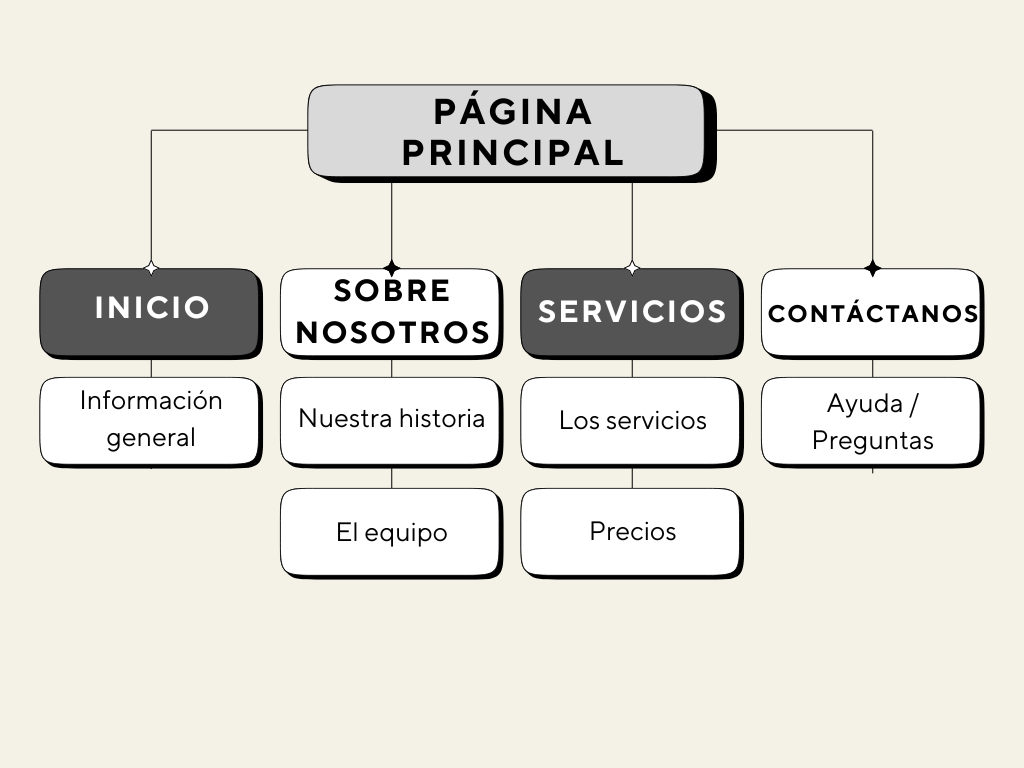 PÁGINA
PRINCIPAL
INICIO
SOBRE
NOSOTROS
SERVICIOS
CONTÁCTANOS
Información
general
Nuestra historia
Los servicios
Ayuda /
Preguntas
El equipo
Precios